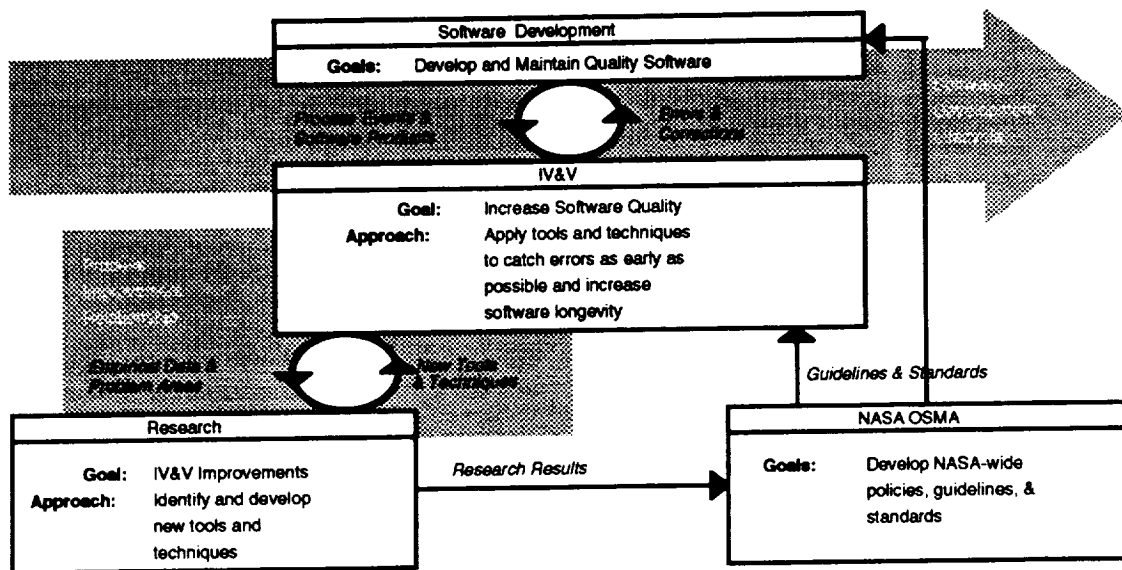 Software Development
Goals: Develop and Maintain Quality Software
Process Events &
Software Products
Errors &
Corrections
IV&V
Goal: Increase Software Quality
Approach: Apply tools and techniques
to catch errors as early as
possible and increase
software longevity
Empirical Data &
Problem Areas
New Tools
& Techniques
Guidelines & Standards
Research
Goal: IV&V Improvements
Approach: Identify and develop
new tools and
techniques
Research Results
NASA OSMA
Goals: Develop NASA-wide
policies, guidelines, &
standards